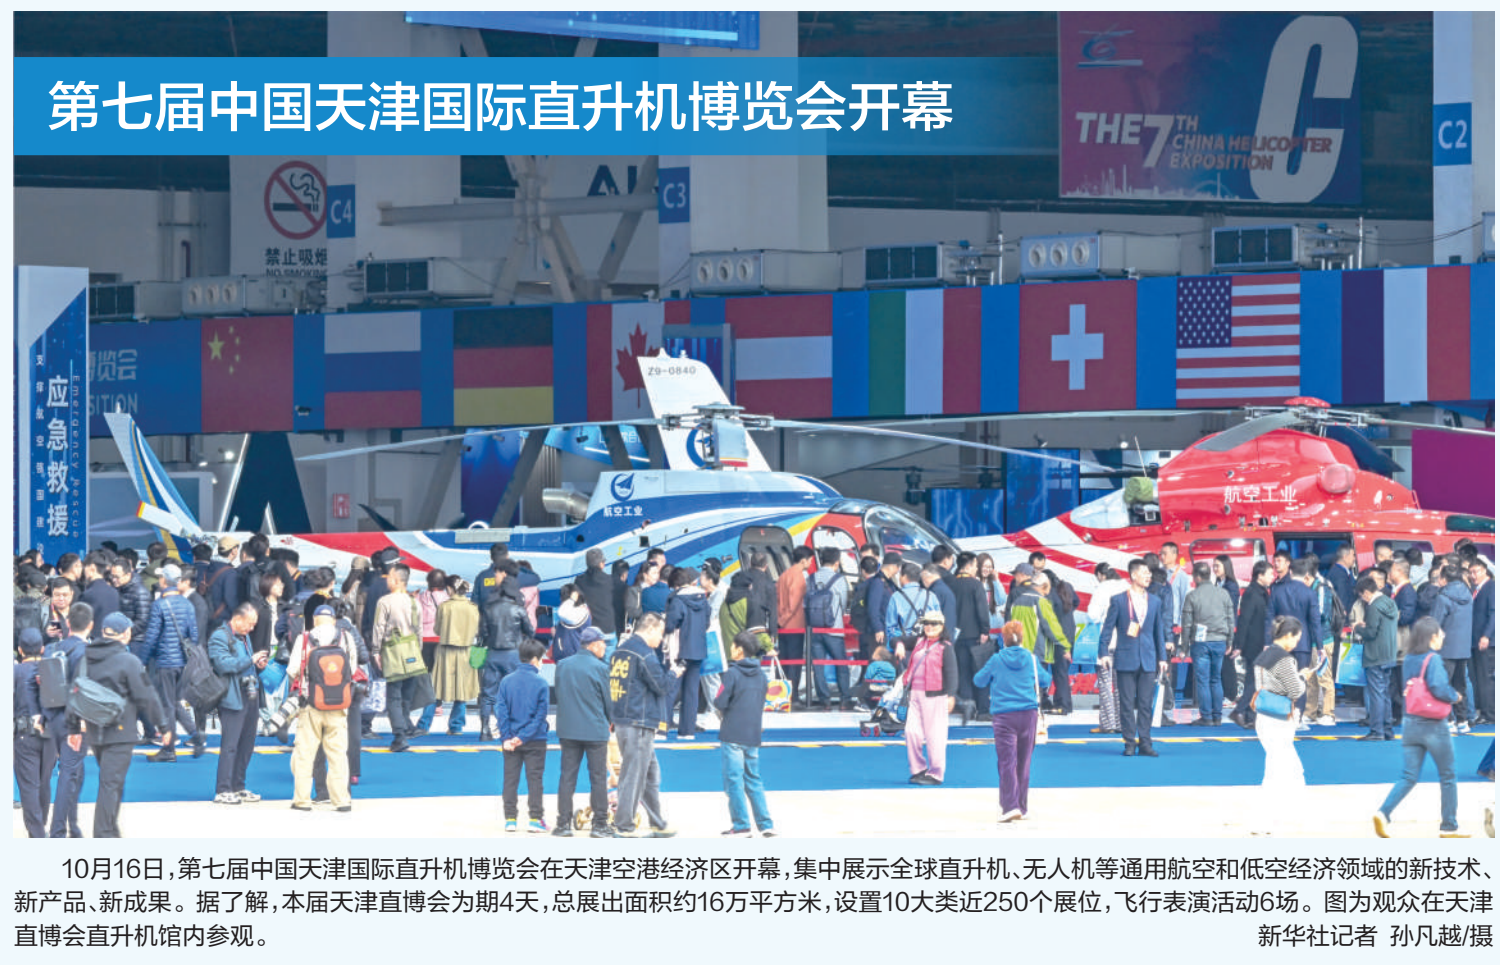 第七届中国天津国际直升机博览会开幕
THE 7TH
CHINA HELICOPTER
EXPOSITION
C
C2
C3
C4
禁止吸烟
NO SMOKING
博览会
SITION
应急救援
Emergency Rescue
Z9-0840
航空工业
航空工业
Lee
10月16日，第七届中国天津国际直升机博览会在天津空港经济区开幕，集中展示全球直升机、无人机等通用航空和低空经济领域的新技术、
新产品、新成果。据了解，本届天津直博会为期4天，总展出面积约16万平方米，设置10大类近250个展位，飞行表演活动6场。图为观众在天津
直博会直升机馆内参观。
新华社记者 孙凡越/摄